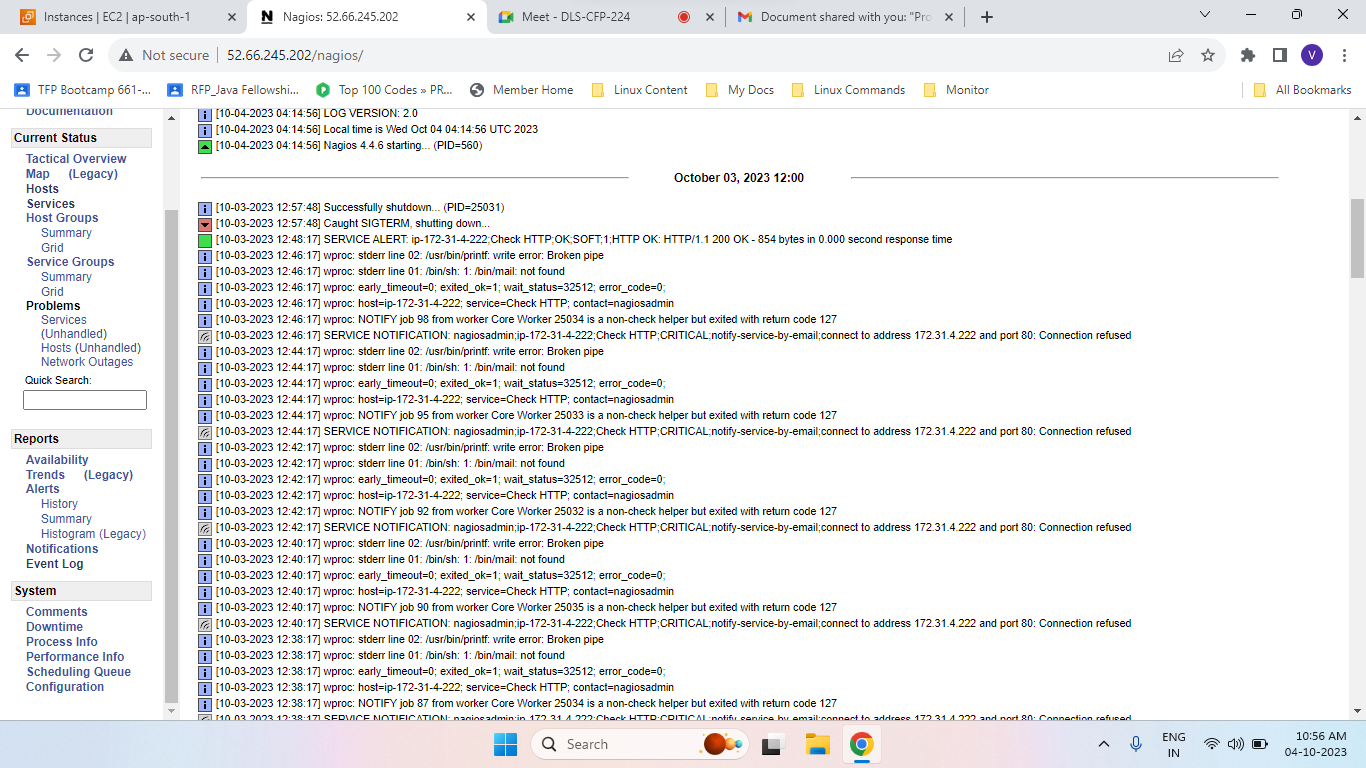 Instances | EC2 | ap-south-1
Nagios: 52.66.245.202
Meet - DLS-CFP-224
Document shared with you: "Pro
Not secure
52.66.245.202/nagios/
V
TFP Bootcamp 661-...
RFP_Java Fellowshi...
Top 100 Codes » PR...
Member Home
Linux Content
My Docs
Linux Commands
Monitor
All Bookmarks
Documentation
Current Status
Tactical Overview
Map (Legacy)
Hosts
Services
Host Groups
Summary
Grid
Service Groups
Summary
Grid
Problems
Services
(Unhandled)
Hosts (Unhandled)
Network Outages
Quick Search:
Reports
Availability
Trends (Legacy)
Alerts
History
Summary
Histogram (Legacy)
Notifications
Event Log
System
Comments
Downtime
Process Info
Performance Info
Scheduling Queue
Configuration
[10-04-2023 04:14:56] LOG VERSION: 2.0
[10-04-2023 04:14:56] Local time is Wed Oct 04 04:14:56 UTC 2023
[10-04-2023 04:14:56] Nagios 4.4.6 starting... (PID=560)
October 03, 2023 12:00
[10-03-2023 12:57:48] Successfully shutdown... (PID=25031)
[10-03-2023 12:57:48] Caught SIGTERM, shutting down...
[10-03-2023 12:48:17] SERVICE ALERT: ip-172-31-4-222;Check HTTP;OK;SOFT;1;HTTP OK: HTTP/1.1 200 OK - 854 bytes in 0.000 second response time
[10-03-2023 12:46:17] wproc: stderr line 02: /usr/bin/printf: write error: Broken pipe
[10-03-2023 12:46:17] wproc: stderr line 01: /bin/sh: 1: /bin/mail: not found
[10-03-2023 12:46:17] wproc: early_timeout=0; exited_ok=1; wait_status=32512; error_code=0;
[10-03-2023 12:46:17] wproc: host=ip-172-31-4-222; service=Check HTTP; contact=nagiosadmin
[10-03-2023 12:46:17] wproc: NOTIFY job 98 from worker Core Worker 25034 is a non-check helper but exited with return code 127
[10-03-2023 12:46:17] SERVICE NOTIFICATION: nagiosadmin;ip-172-31-4-222;Check HTTP;CRITICAL;notify-service-by-email;connect to address 172.31.4.222 and port 80: Connection refused
[10-03-2023 12:44:17] wproc: stderr line 02: /usr/bin/printf: write error: Broken pipe
[10-03-2023 12:44:17] wproc: stderr line 01: /bin/sh: 1: /bin/mail: not found
[10-03-2023 12:44:17] wproc: early_timeout=0; exited_ok=1; wait_status=32512; error_code=0;
[10-03-2023 12:44:17] wproc: host=ip-172-31-4-222; service=Check HTTP; contact=nagiosadmin
[10-03-2023 12:44:17] wproc: NOTIFY job 95 from worker Core Worker 25033 is a non-check helper but exited with return code 127
[10-03-2023 12:44:17] SERVICE NOTIFICATION: nagiosadmin;ip-172-31-4-222;Check HTTP;CRITICAL;notify-service-by-email;connect to address 172.31.4.222 and port 80: Connection refused
[10-03-2023 12:42:17] wproc: stderr line 02: /usr/bin/printf: write error: Broken pipe
[10-03-2023 12:42:17] wproc: stderr line 01: /bin/sh: 1: /bin/mail: not found
[10-03-2023 12:42:17] wproc: early_timeout=0; exited_ok=1; wait_status=32512; error_code=0;
[10-03-2023 12:42:17] wproc: host=ip-172-31-4-222; service=Check HTTP; contact=nagiosadmin
[10-03-2023 12:42:17] wproc: NOTIFY job 92 from worker Core Worker 25032 is a non-check helper but exited with return code 127
[10-03-2023 12:42:17] SERVICE NOTIFICATION: nagiosadmin;ip-172-31-4-222;Check HTTP;CRITICAL;notify-service-by-email;connect to address 172.31.4.222 and port 80: Connection refused
[10-03-2023 12:40:17] wproc: stderr line 02: /usr/bin/printf: write error: Broken pipe
[10-03-2023 12:40:17] wproc: stderr line 01: /bin/sh: 1: /bin/mail: not found
[10-03-2023 12:40:17] wproc: early_timeout=0; exited_ok=1; wait_status=32512; error_code=0;
[10-03-2023 12:40:17] wproc: host=ip-172-31-4-222; service=Check HTTP; contact=nagiosadmin
[10-03-2023 12:40:17] wproc: NOTIFY job 90 from worker Core Worker 25035 is a non-check helper but exited with return code 127
[10-03-2023 12:40:17] SERVICE NOTIFICATION: nagiosadmin;ip-172-31-4-222;Check HTTP;CRITICAL;notify-service-by-email;connect to address 172.31.4.222 and port 80: Connection refused
[10-03-2023 12:38:17] wproc: stderr line 02: /usr/bin/printf: write error: Broken pipe
[10-03-2023 12:38:17] wproc: stderr line 01: /bin/sh: 1: /bin/mail: not found
[10-03-2023 12:38:17] wproc: early_timeout=0; exited_ok=1; wait_status=32512; error_code=0;
[10-03-2023 12:38:17] wproc: host=ip-172-31-4-222; service=Check HTTP; contact=nagiosadmin
[10-03-2023 12:38:17] wproc: NOTIFY job 87 from worker Core Worker 25034 is a non-check helper but exited with return code 127
[10-03-2023 12:38:17] SERVICE NOTIFICATION: nagiosadmin;ip-172-31-4-222;Check HTTP;CRITICAL;notify-service-by-email;connect to address 172.31.4.222 and port 80: Connection refused
Search
ENG
IN
10:56 AM
04-10-2023